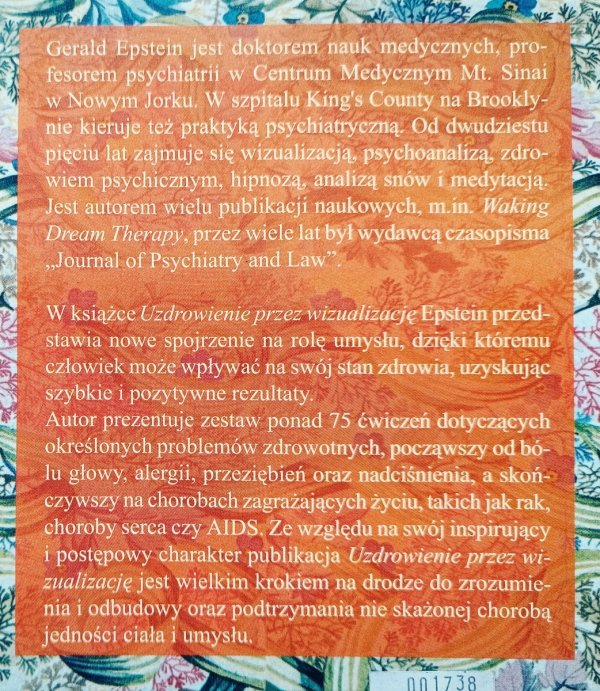 Gerald Epstein jest doktorem nauk medycznych, pro-
fesorem psychiatrii w Centrum Medycznym Mt. Sinai
w Nowym Jorku. W szpitalu King's County na Brookly-
nie kieruje też praktyką psychiatryczną. Od dwudziestu
pięciu lat zajmuje się wizualizacją, psychoanalizą, zdro-
wiem psychicznym, hipnozą, analizą snów i medytacją.
Jest autorem wielu publikacji naukowych, m.in. Waking
Dream Therapy, przez wiele lat był wydawcą czasopisma
„Journal of Psychiatry and Law”.
W książce Uzdrowienie przez wizualizację Epstein przed-
stawia nowe spojrzenie na rolę umysłu, dzięki któremu
człowiek może wpływać na swój stan zdrowia, uzyskując
szybkie i pozytywne rezultaty.
Autor prezentuje zestaw ponad 75 ćwiczeń dotyczących
określonych problemów zdrowotnych, począwszy od bó-
lu głowy, alergii, przeziębień oraz nadciśnienia, a skoń-
czywszy na chorobach zagrażających życiu, takich jak rak,
choroby serca czy AIDS. Ze względu na swój inspirujący
i postępowy charakter publikacja Uzdrowienie przez wi-
zualizację jest wielkim krokiem na drodze do zrozumie-
nia i odbudowy oraz podtrzymania nie skażonej chorobą
jedności ciała i umysłu.
001738